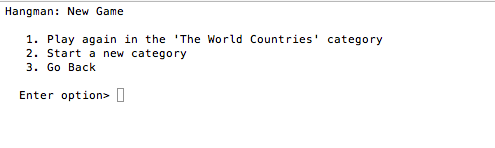 Hangman: New Game
1. Play again in the 'The World Countries' category
2. Start a new category
3. Go Back
Enter option>